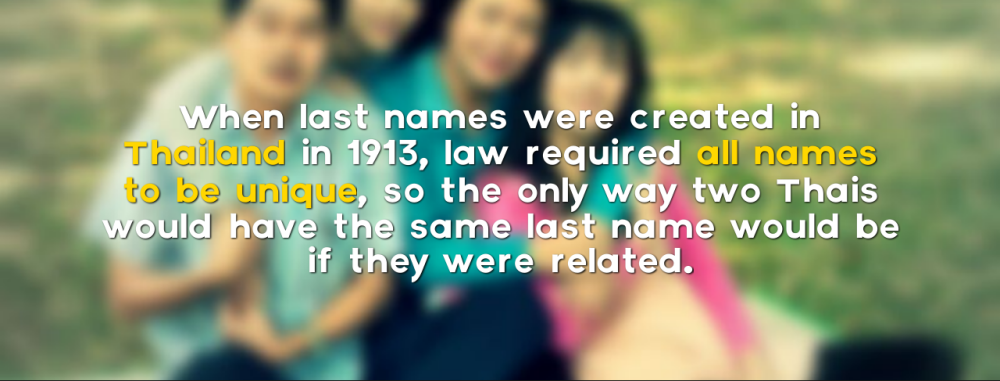 When last names were created in
Thailand in 1913, law required all names
to be unique, so the only way two Thais
would have the same last name would be
if they were related.